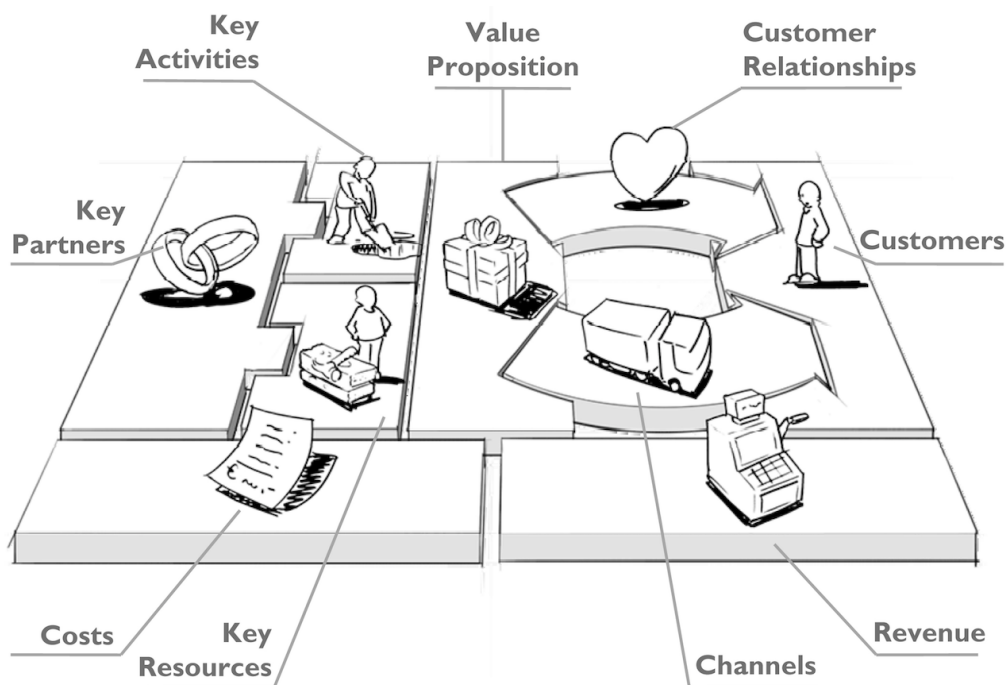 Key
Activities
Value
Proposition
Customer
Relationships
Key
Partners
Customers
€
Costs
Key
Resources
Channels
Revenue